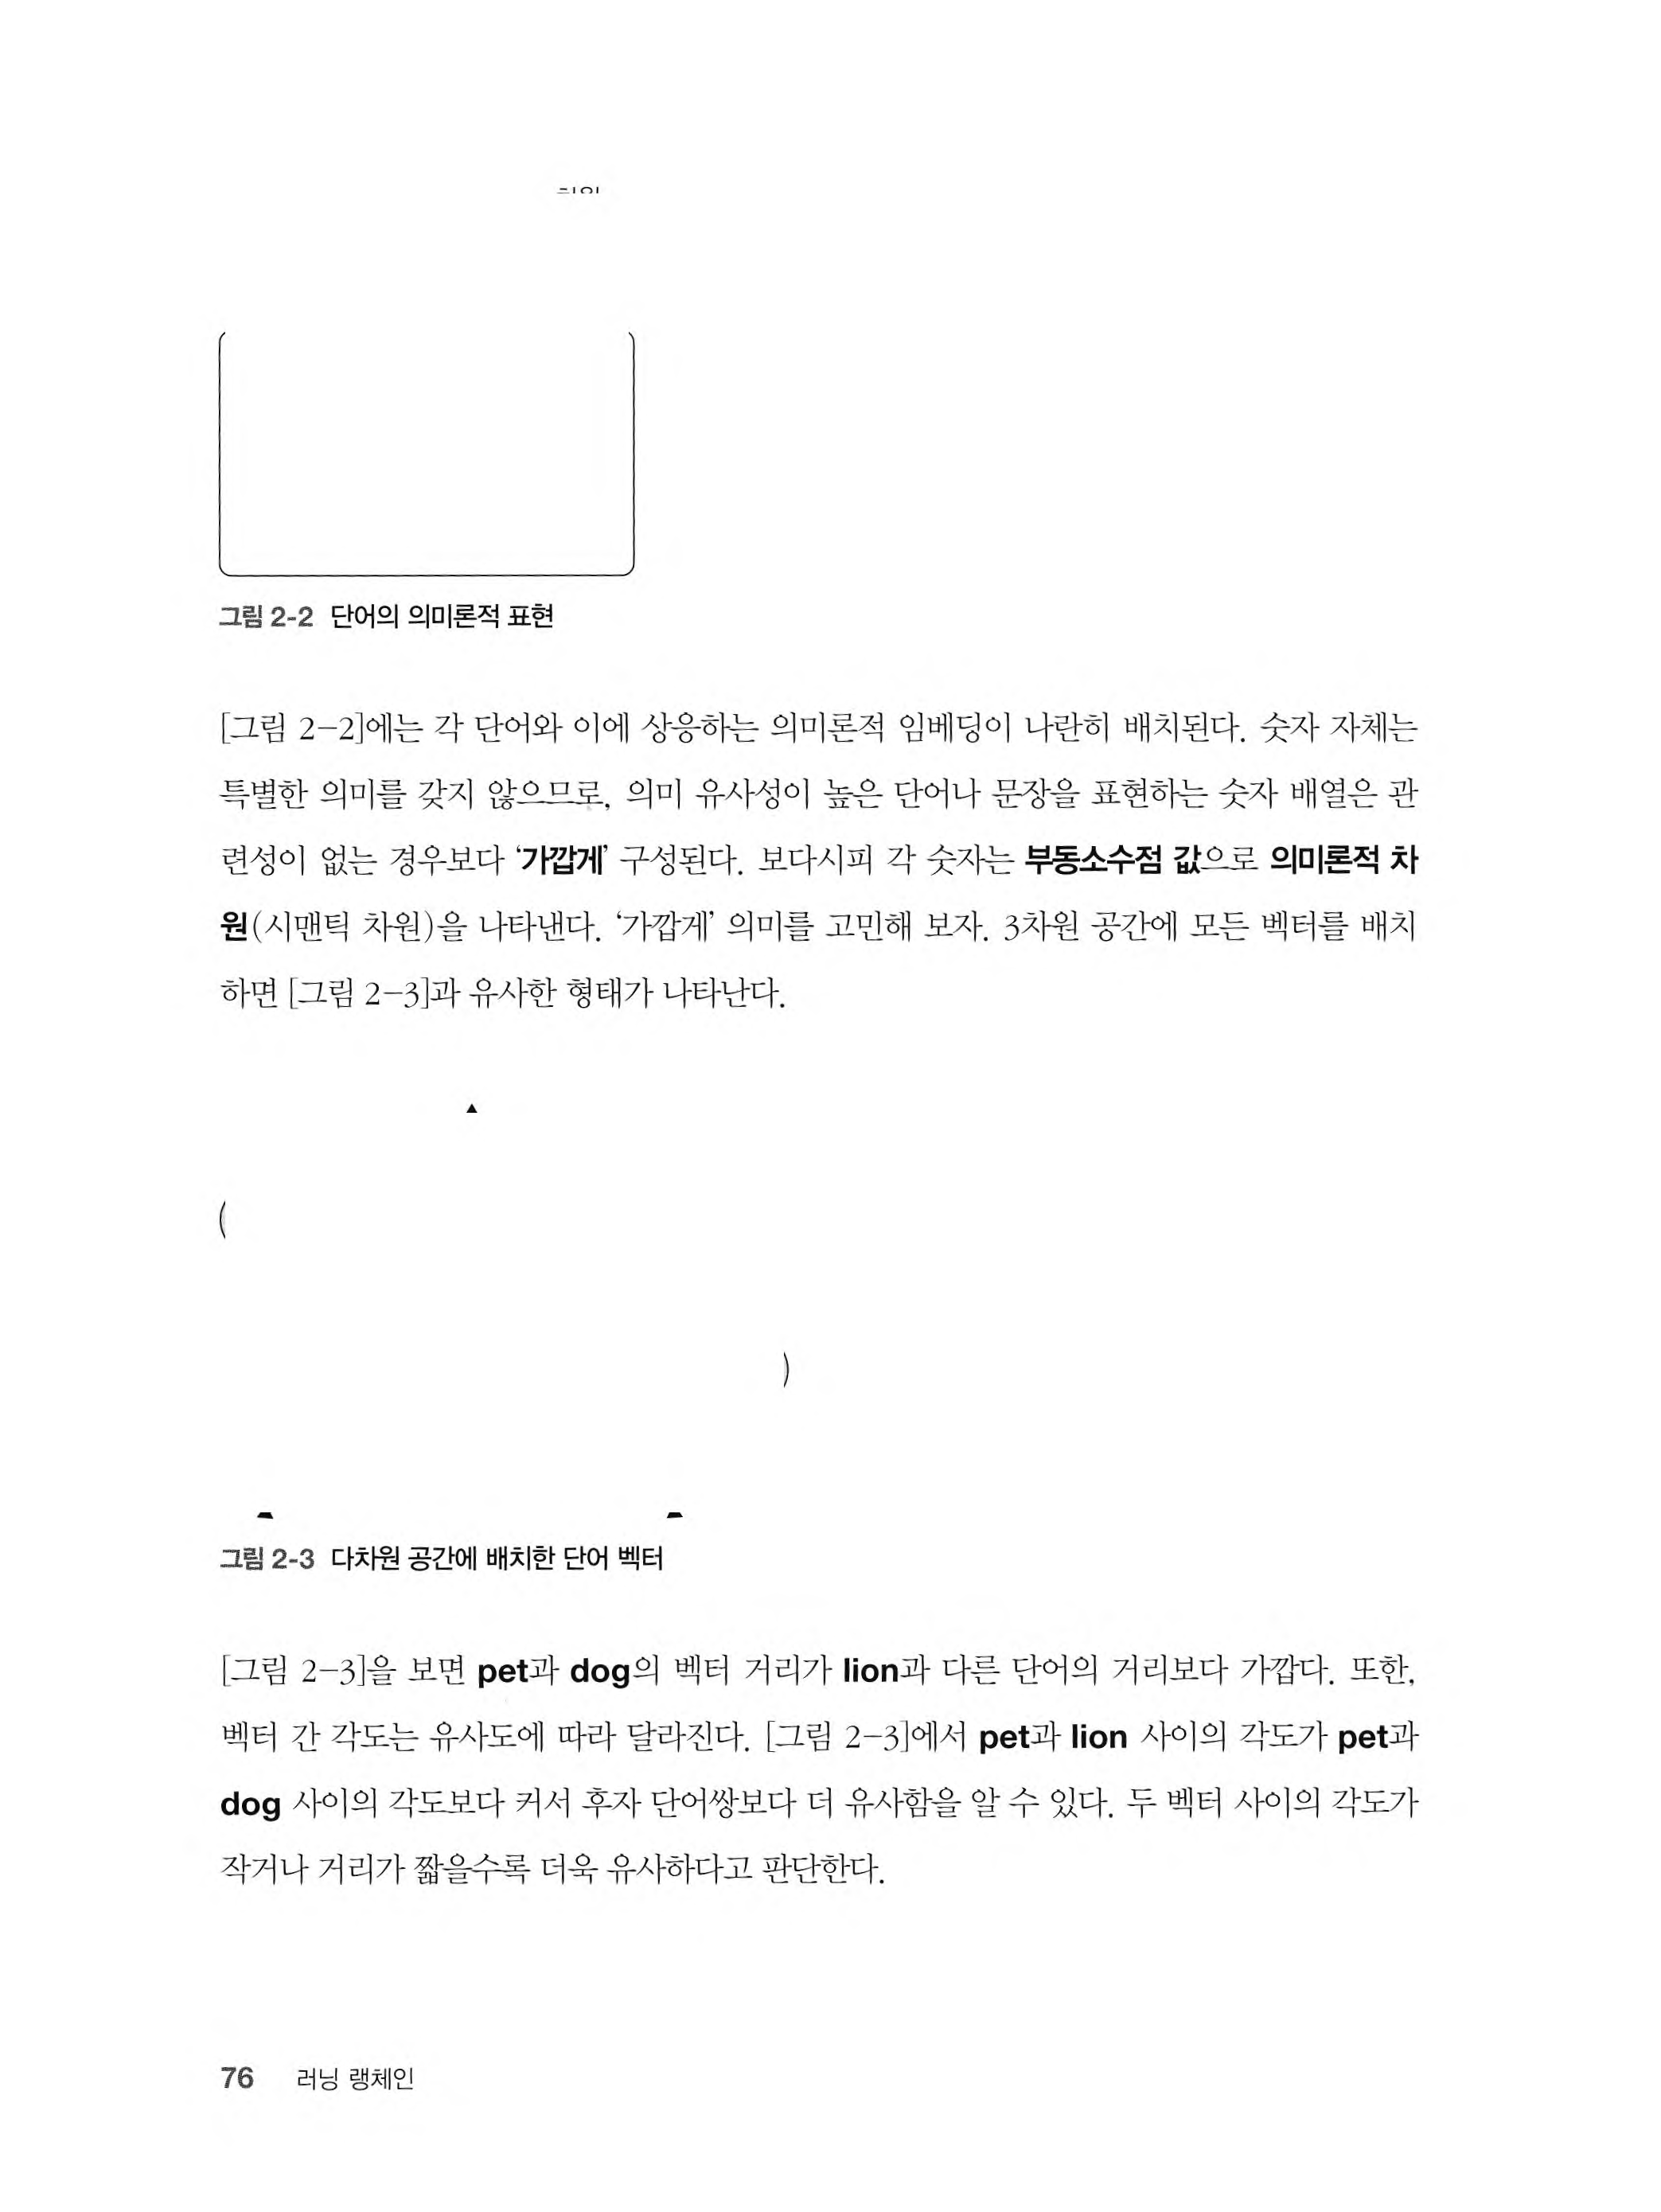 그림 2-2 단어의 의미론적 표현
[그림 2-2]에는 각 단어와 이에 상응하는 의미론적 임베딩이 나란히 배치된다. 숫자 자체는
특별한 의미를 갖지 않으므로, 의미 유사성이 높은 단어나 문장을 표현하는 숫자 배열은 관
련성이 없는 경우보다 ‘가깝게’ 구성된다. 보다시피 각 숫자는 부동소수점 값으로 의미론적 차
원(시맨틱 차원)을 나타낸다. ‘가깝게’ 의미를 고민해 보자. 3차원 공간에 모든 벡터를 배치
하면 [그림 2-3]과 유사한 형태가 나타난다.
그림 2-3 다차원 공간에 배치한 단어 벡터
[그림 2-3]을 보면 pet과 dog의 벡터 거리가 lion과 다른 단어의 거리보다 가깝다. 또한,
벡터 간 각도는 유사도에 따라 달라진다. [그림 2-3]에서 pet과 lion 사이의 각도가 pet과
dog 사이의 각도보다 커서 후자 단어쌍보다 더 유사함을 알 수 있다. 두 벡터 사이의 각도가
작거나 거리가 짧을수록 더욱 유사하다고 판단한다.
76 러닝 랭체인